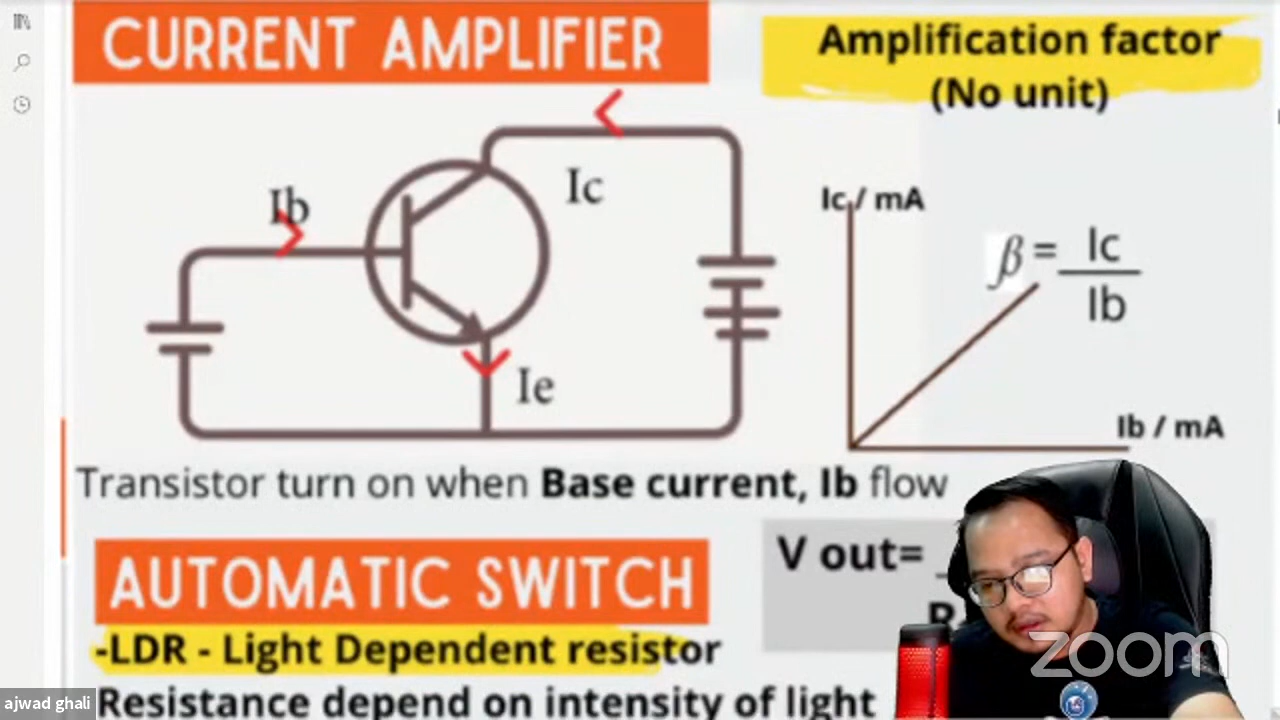 CURRENT AMPLIFIER
Amplification factor
(No unit)
Ib
Ic
Ie
Ic / mA
β = Ic
Ib
Ib / mA
Transistor turn on when Base current, Ib flow
AUTOMATIC SWITCH
V out=
R
-LDR - Light Dependent resistor
Resistance depend on intensity of light
zoom
ajwad ghali